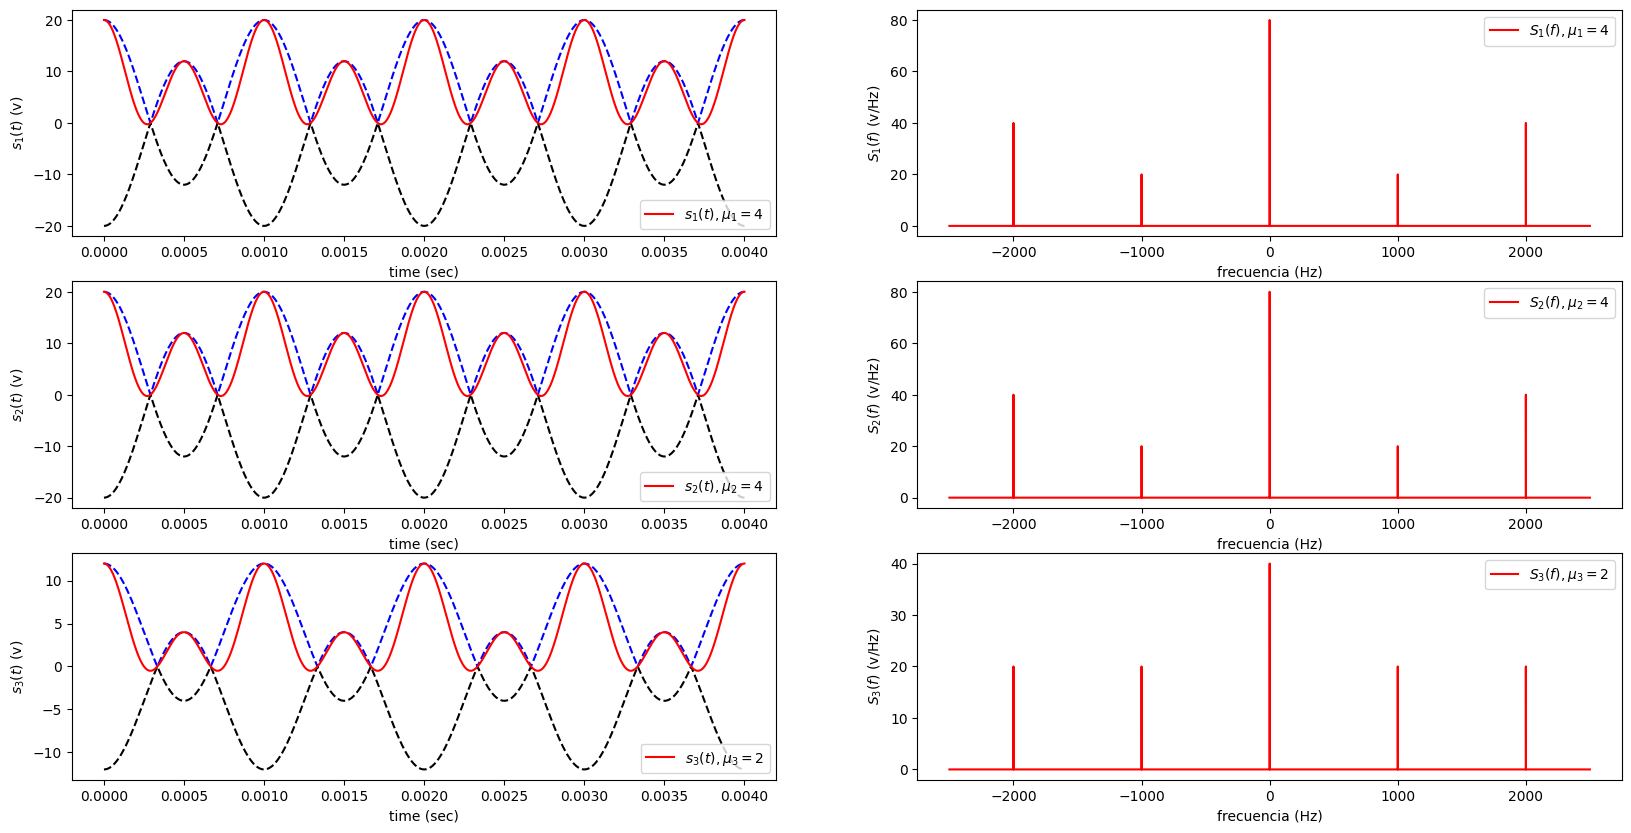 20
10
0
−10
−20
s₁(t) (v)
0.0000 0.0005 0.0010 0.0015 0.0020 0.0025 0.0030 0.0035 0.0040
time (sec)
s₁(t), μ₁ = 4
80
60
40
20
0
S₁(f) (v/Hz)
−2000 −1000 0 1000 2000
frecuencia (Hz)
S₁(f), μ₁ = 4
20
10
0
−10
−20
s₂(t) (v)
0.0000 0.0005 0.0010 0.0015 0.0020 0.0025 0.0030 0.0035 0.0040
time (sec)
s₂(t), μ₂ = 4
80
60
40
20
0
S₂(f) (v/Hz)
−2000 −1000 0 1000 2000
frecuencia (Hz)
S₂(f), μ₂ = 4
10
5
0
−5
−10
s₃(t) (v)
0.0000 0.0005 0.0010 0.0015 0.0020 0.0025 0.0030 0.0035 0.0040
time (sec)
s₃(t), μ₃ = 2
40
30
20
10
0
S₃(f) (v/Hz)
−2000 −1000 0 1000 2000
frecuencia (Hz)
S₃(f), μ₃ = 2